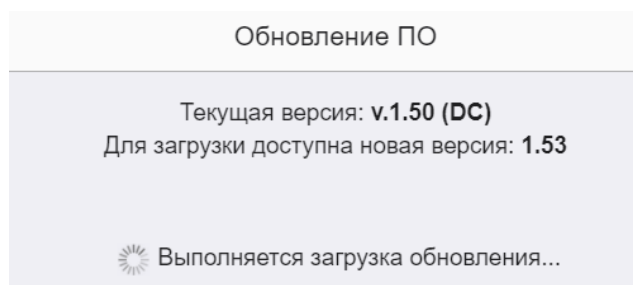 Обновление ПО
Текущая версия: v.1.50 (DC)
Для загрузки доступна новая версия: 1.53
Выполняется загрузка обновления...